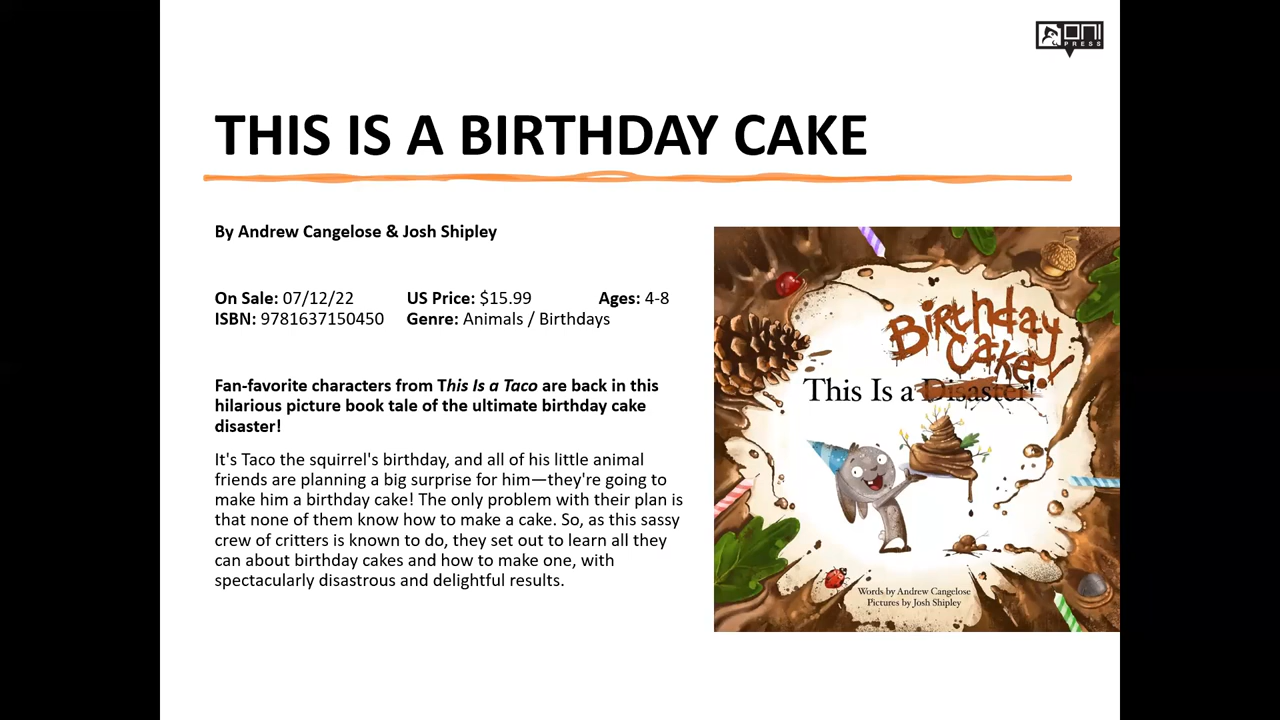 ONI
PRESS
THIS IS A BIRTHDAY CAKE
By Andrew Cangelose & Josh Shipley
On Sale: 07/12/22 US Price: $15.99 Ages: 4-8
ISBN: 9781637150450 Genre: Animals / Birthdays
Fan-favorite characters from This Is a Taco are back in this
hilarious picture book tale of the ultimate birthday cake
disaster!
It's Taco the squirrel's birthday, and all of his little animal
friends are planning a big surprise for him—they're going to
make him a birthday cake! The only problem with their plan is
that none of them know how to make a cake. So, as this sassy
crew of critters is known to do, they set out to learn all they
can about birthday cakes and how to make one, with
spectacularly disastrous and delightful results.
Birthday
Cake!
This Is a Disaster!
Words by Andrew Cangelose
Pictures by Josh Shipley